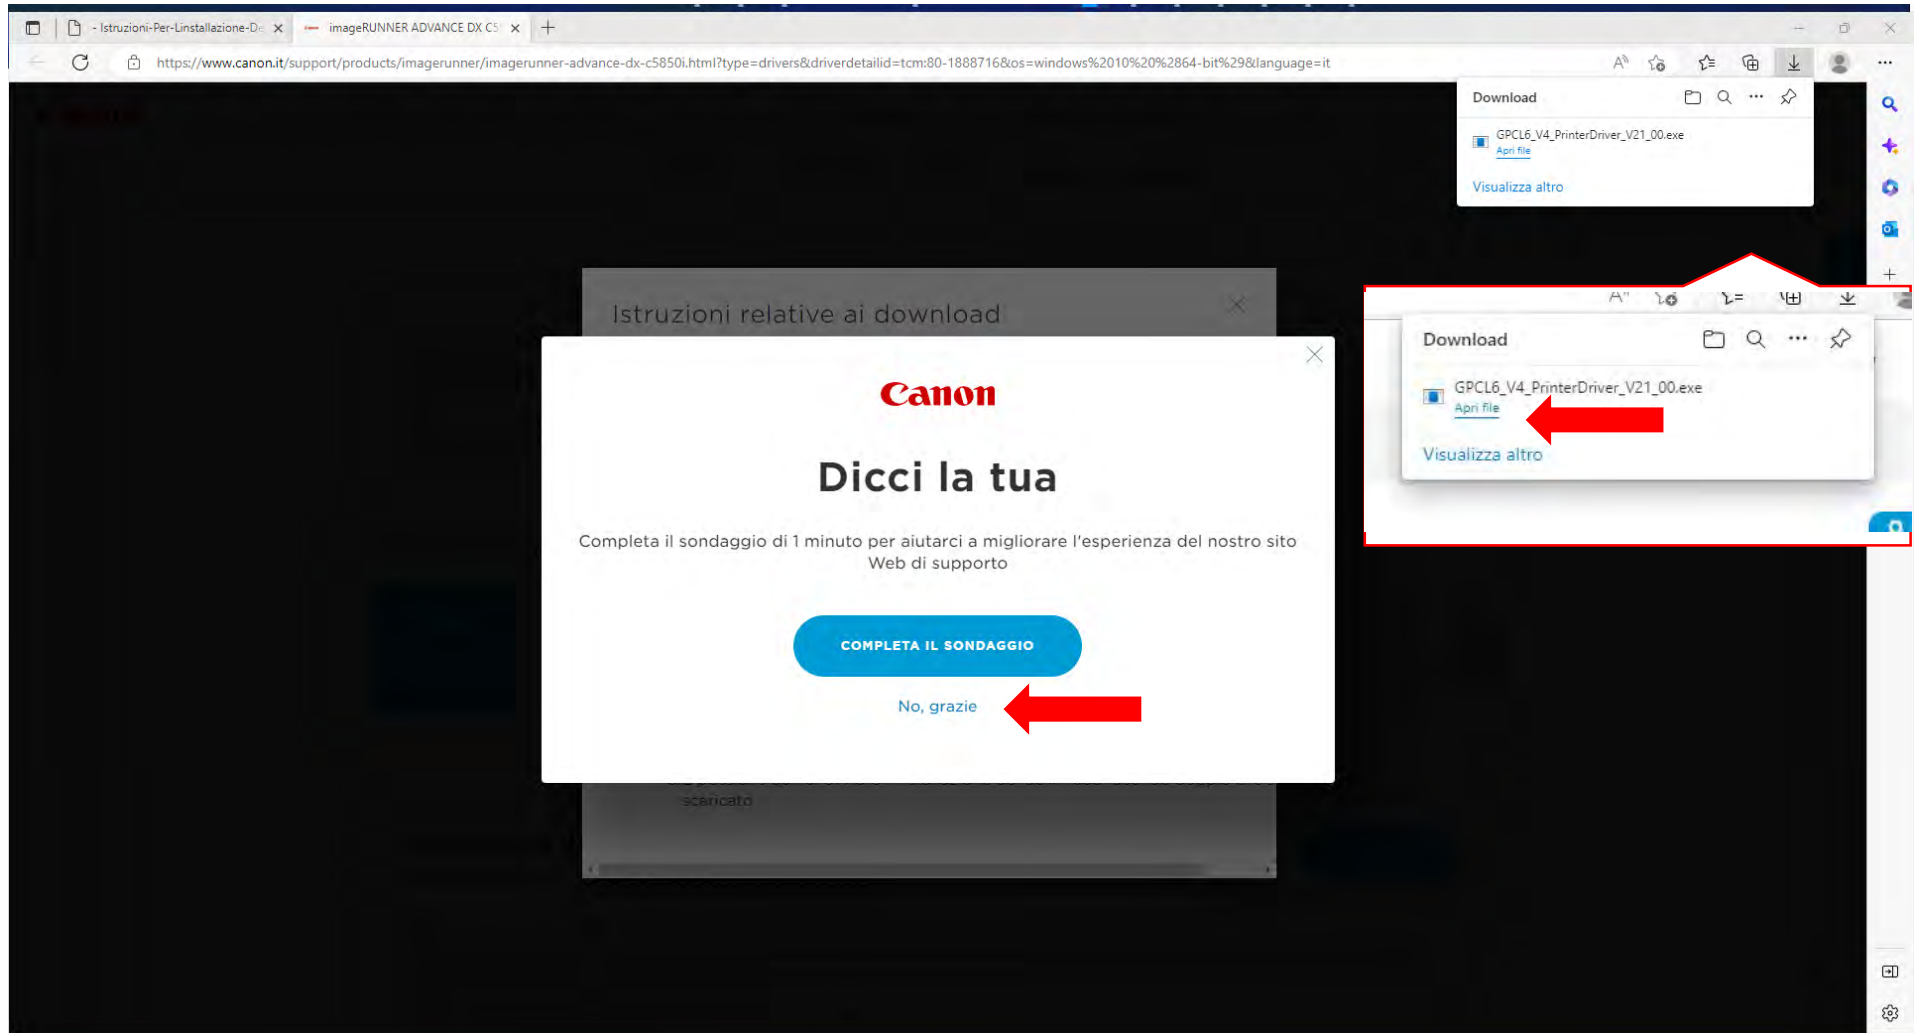 - Istruzioni-Per-Linstallazione-De
imageRUNNER ADVANCE DX C5
https://www.canon.it/support/products/imagerunner/imagerunner-advance-dx-c5850i.html?type=drivers&driverdetailid=tcm:80-1888716&os=windows%2010%20%2864-bit%29&language=it
Download
GPCL6_V4_PrinterDriver_V21_00.exe
Apri file
Visualizza altro
Istruzioni relative ai download
Download
GPCL6_V4_PrinterDriver_V21_00.exe
Apri file
Visualizza altro
Canon
Dicci la tua
Completa il sondaggio di 1 minuto per aiutarci a migliorare l'esperienza del nostro sito
Web di supporto
COMPLETA IL SONDAGGIO
No, grazie
scaricato